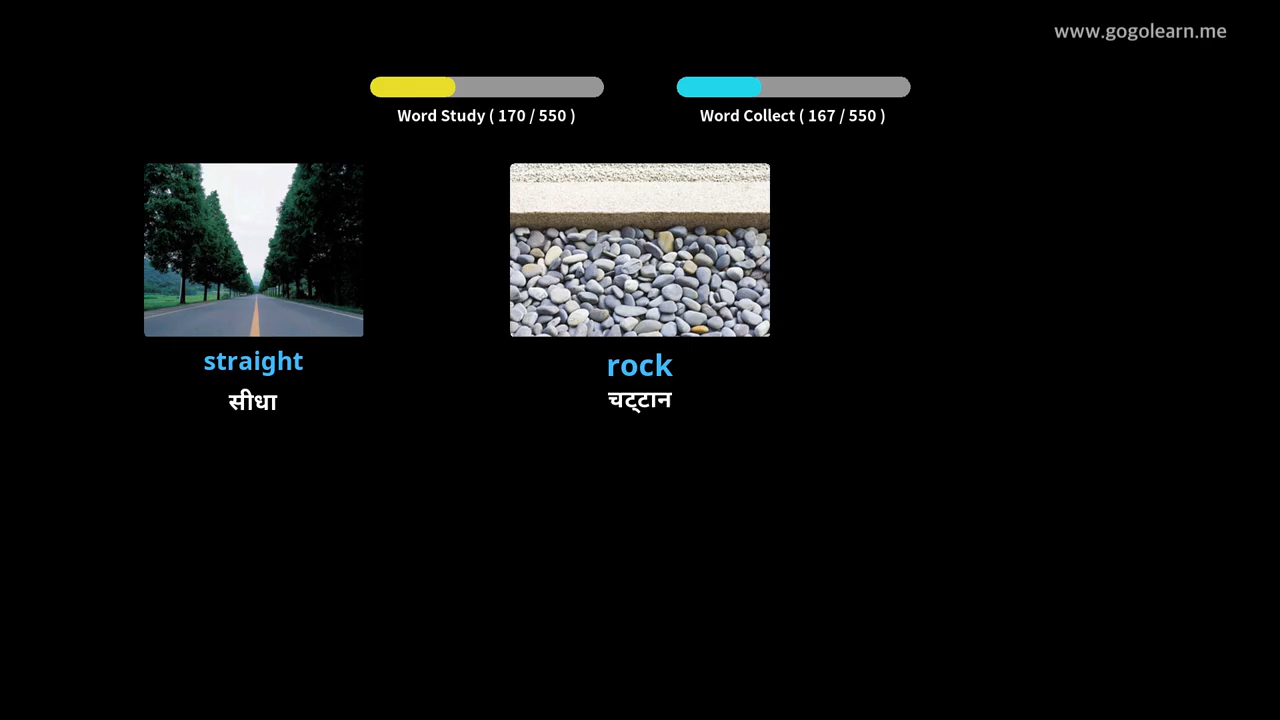 www.gogolearn.me
Word Study ( 170 / 550 )
Word Collect ( 167 / 550 )
straight
सीधा
rock
चट्टान